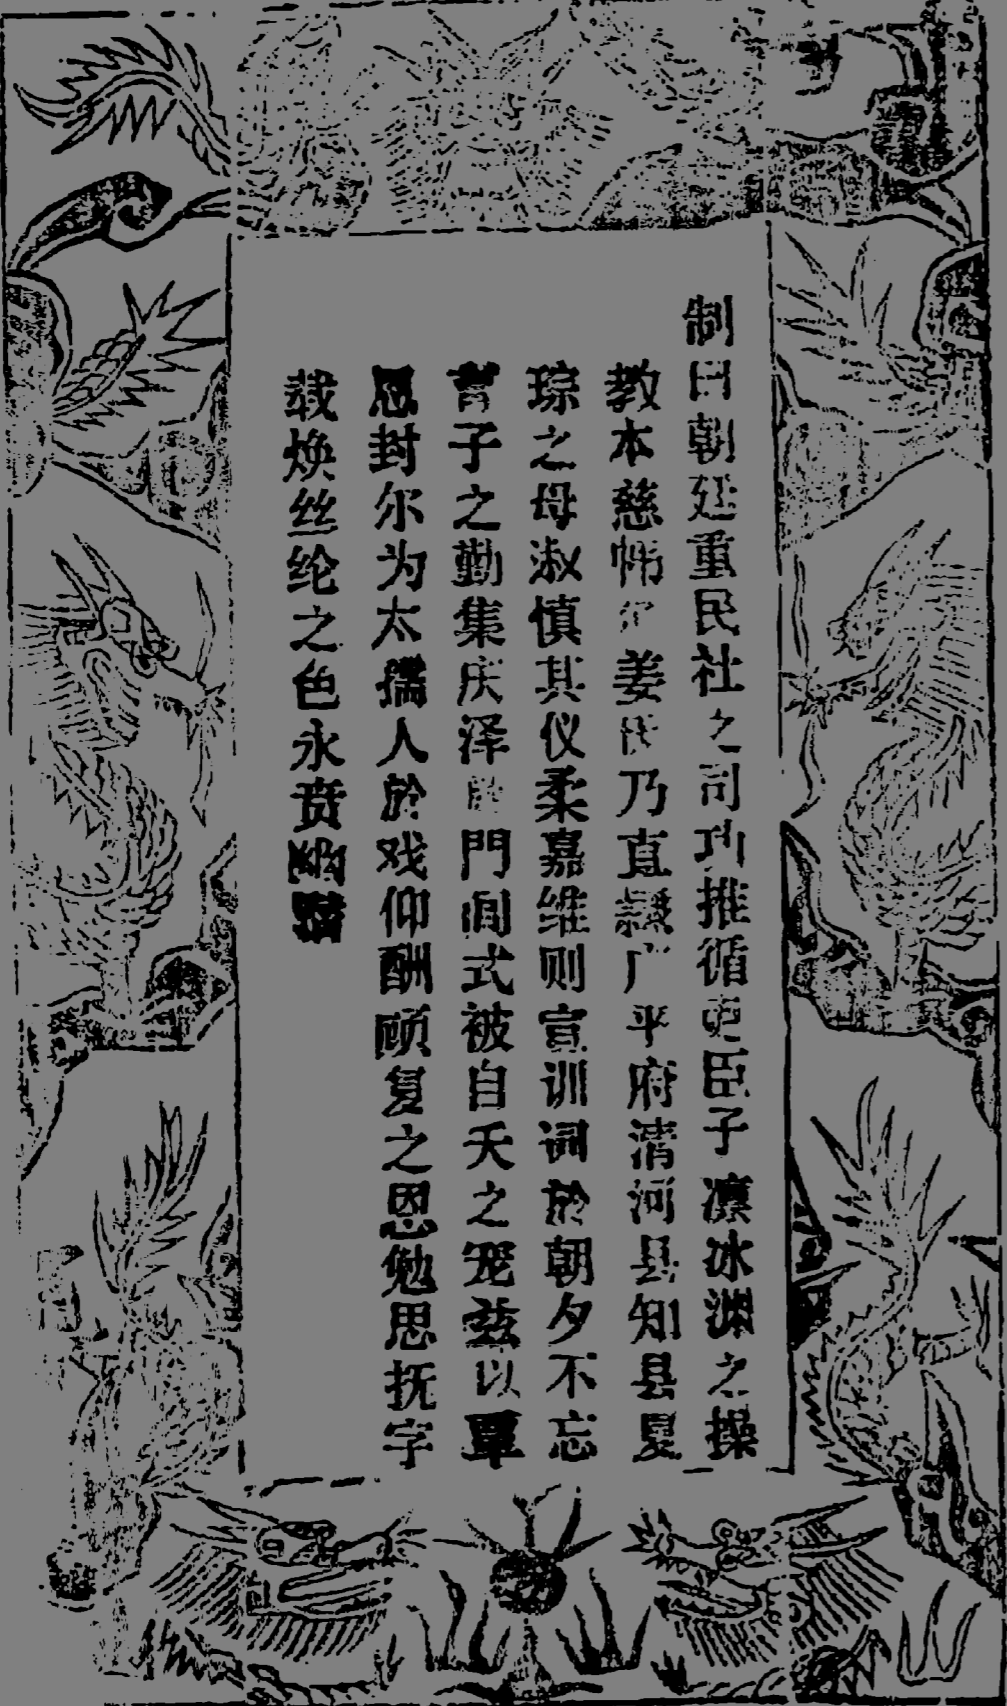 制曰朝廷重民社之司功推循吏臣子凛冰渊之操
教本慈帏尔姜氏乃直隶广平府清河县知县夏
琮之母淑慎其仪柔嘉维则宣训词於朝夕不忘
育子之勤集庆泽於門闾式被自天之宠兹以覃
恩封尔为太孺人於戏仰酬顾复之恩勉思抚字
载焕丝纶之色永贲